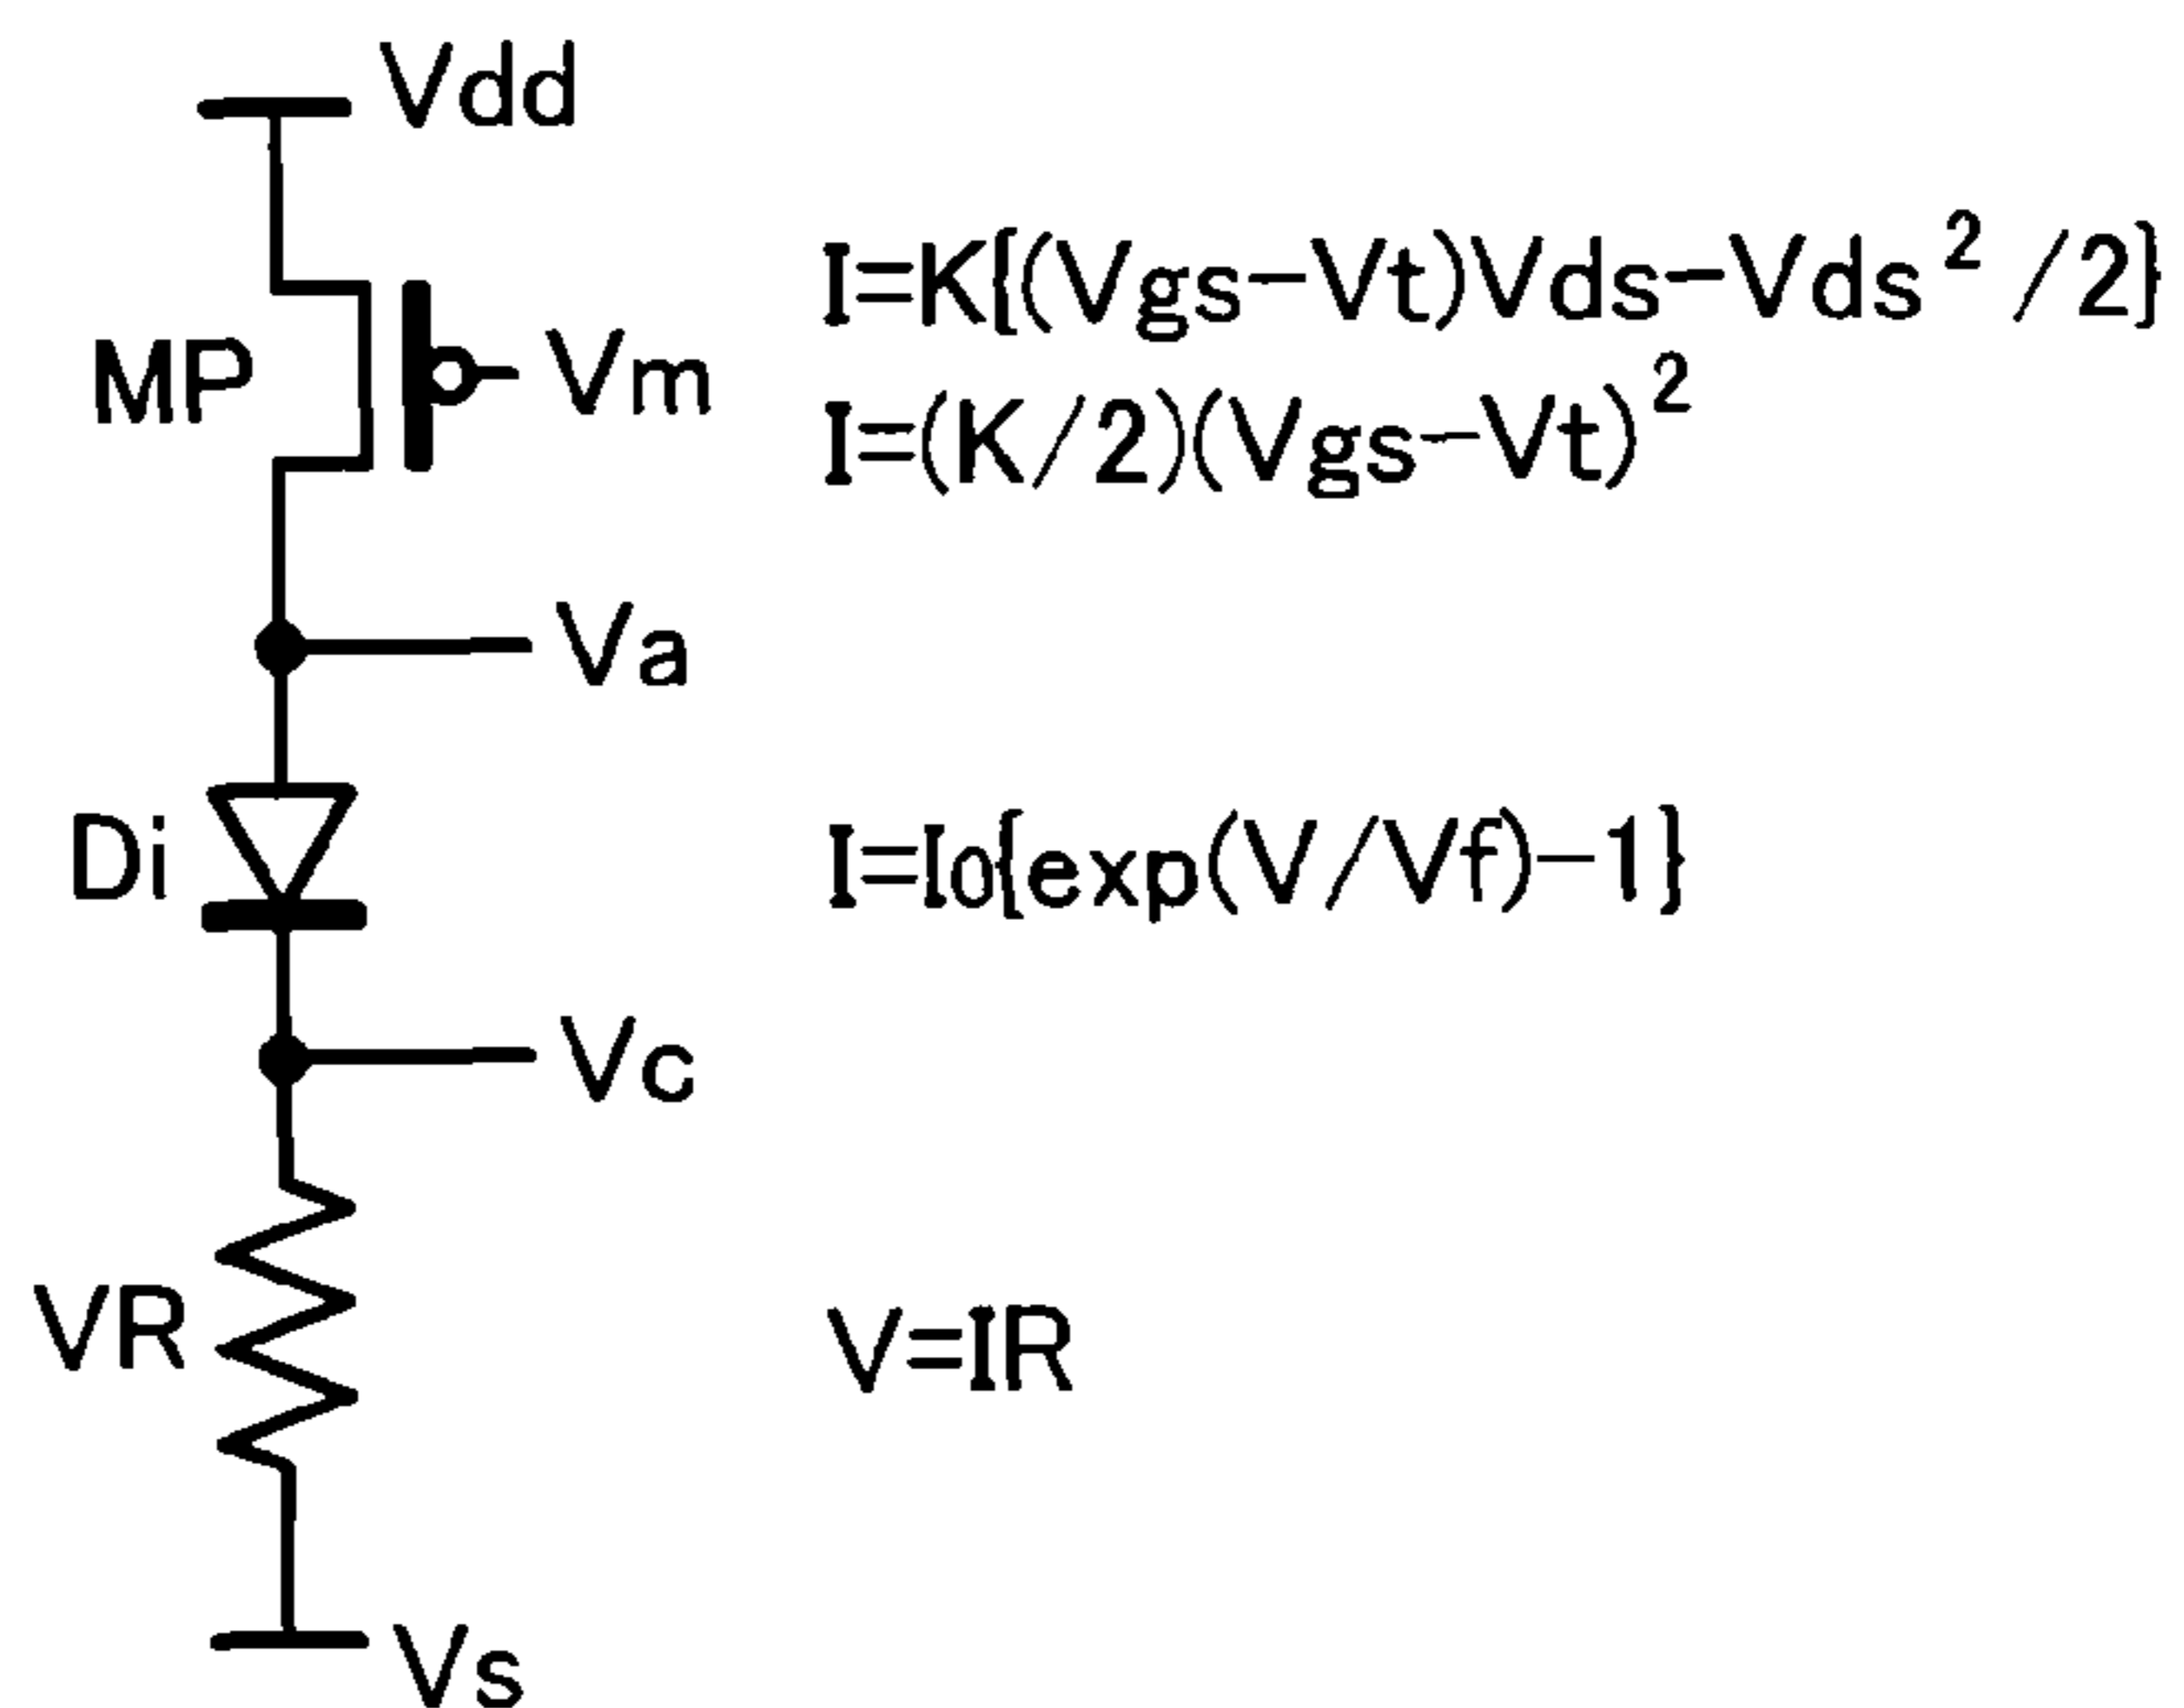 Vdd
I=K{(Vgs-Vt)Vds-Vds²/2}
MP
Vm
I=(K/2)(Vgs-Vt)²
Va
Di
I=Io{exp(V/Vf)-1}
Vc
VR
V=IR
Vs